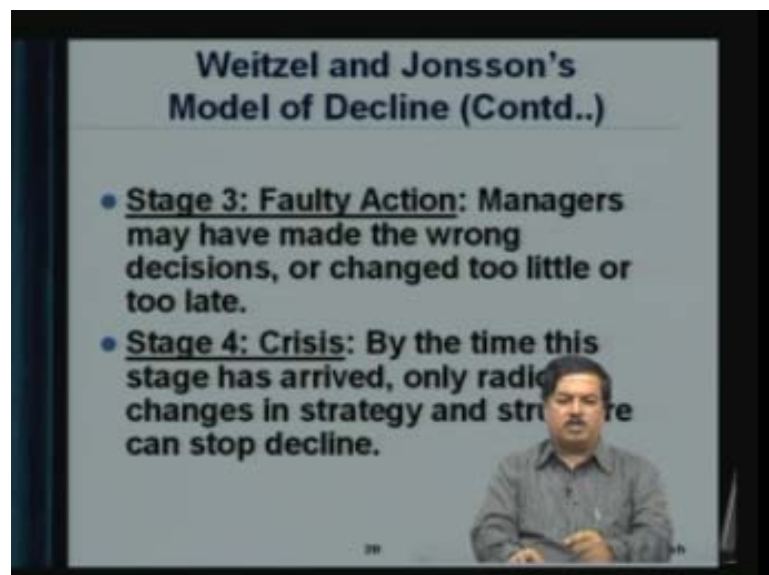 Weitzel and Jonsson's
Model of Decline (Contd..)
• Stage 3: Faulty Action: Managers
may have made the wrong
decisions, or changed too little or
too late.
• Stage 4: Crisis: By the time this
stage has arrived, only
changes in strategy and
can stop decline.